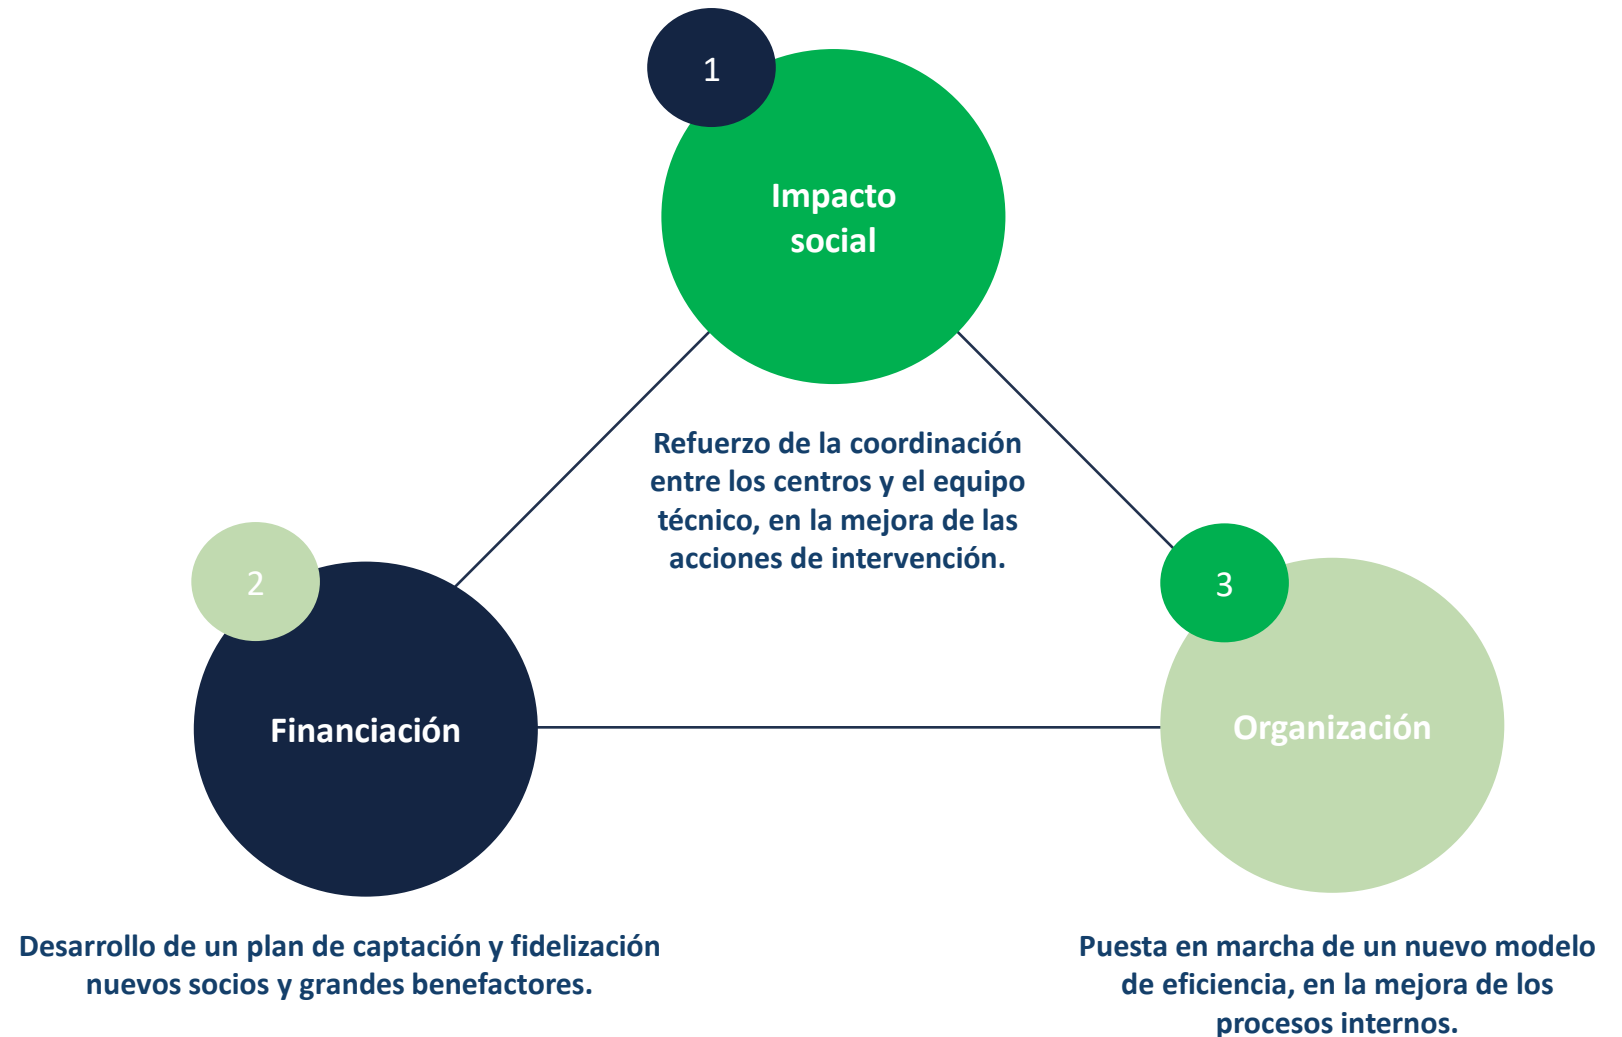 1
Impacto
social
Refuerzo de la coordinación
entre los centros y el equipo
técnico, en la mejora de las
acciones de intervención.
2
Financiación
Desarrollo de un plan de captación y fidelización
nuevos socios y grandes benefactores.
3
Organización
Puesta en marcha de un nuevo modelo
de eficiencia, en la mejora de los
procesos internos.